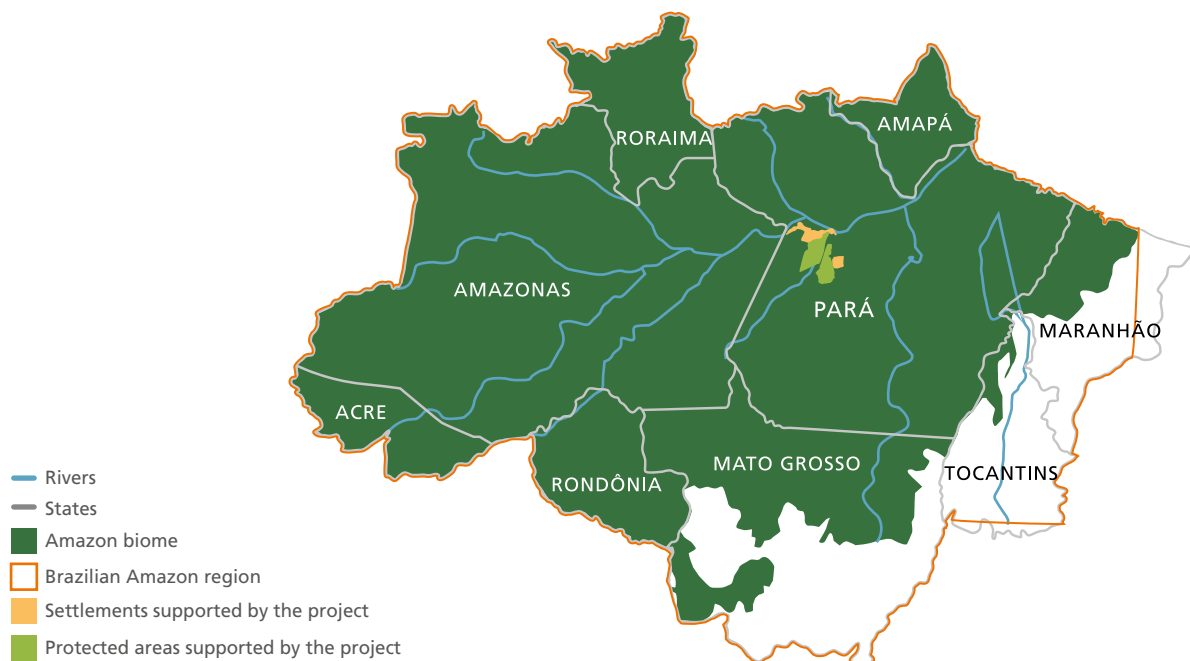 RORAIMA
AMAPÁ
AMAZONAS
PARÁ
MARANHÃO
ACRE
RONDÔNIA
MATO GROSSO
TOCANTINS
Rivers
States
Amazon biome
Brazilian Amazon region
Settlements supported by the project
Protected areas supported by the project